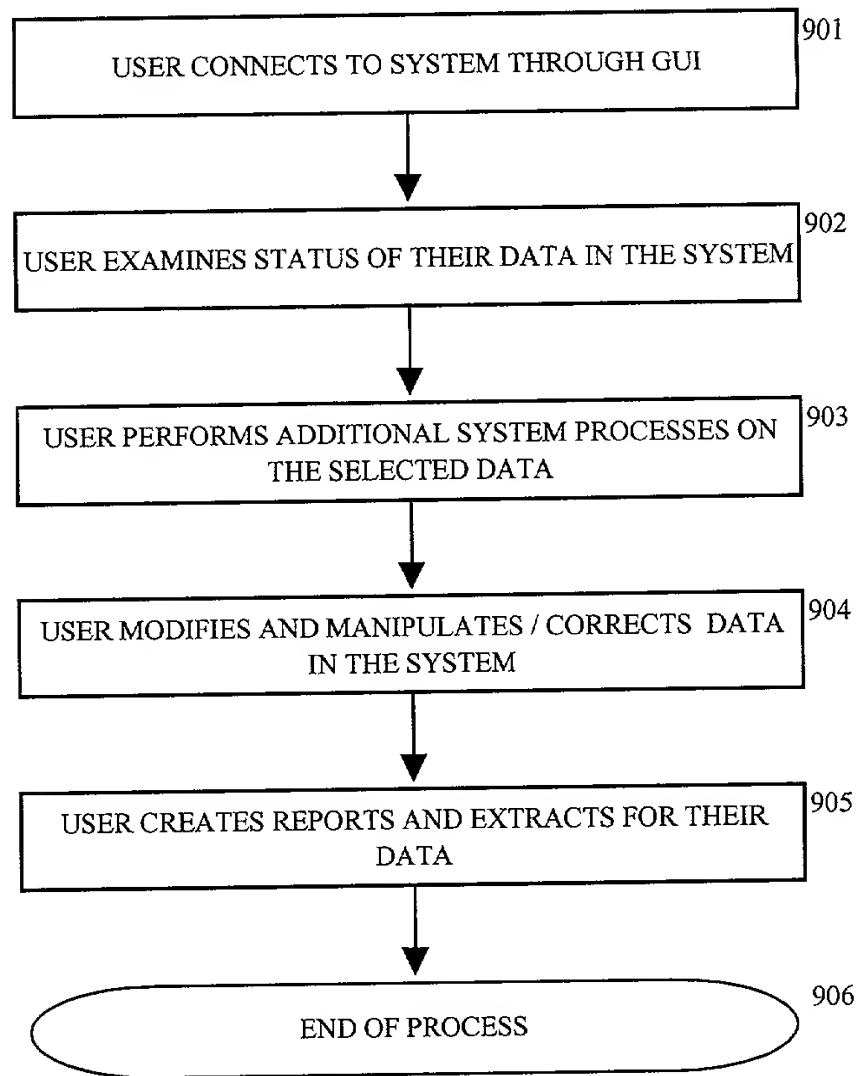 901
USER CONNECTS TO SYSTEM THROUGH GUI
902
USER EXAMINES STATUS OF THEIR DATA IN THE SYSTEM
903
USER PERFORMS ADDITIONAL SYSTEM PROCESSES ON
THE SELECTED DATA
904
USER MODIFIES AND MANIPULATES / CORRECTS DATA
IN THE SYSTEM
905
USER CREATES REPORTS AND EXTRACTS FOR THEIR
DATA
906
END OF PROCESS